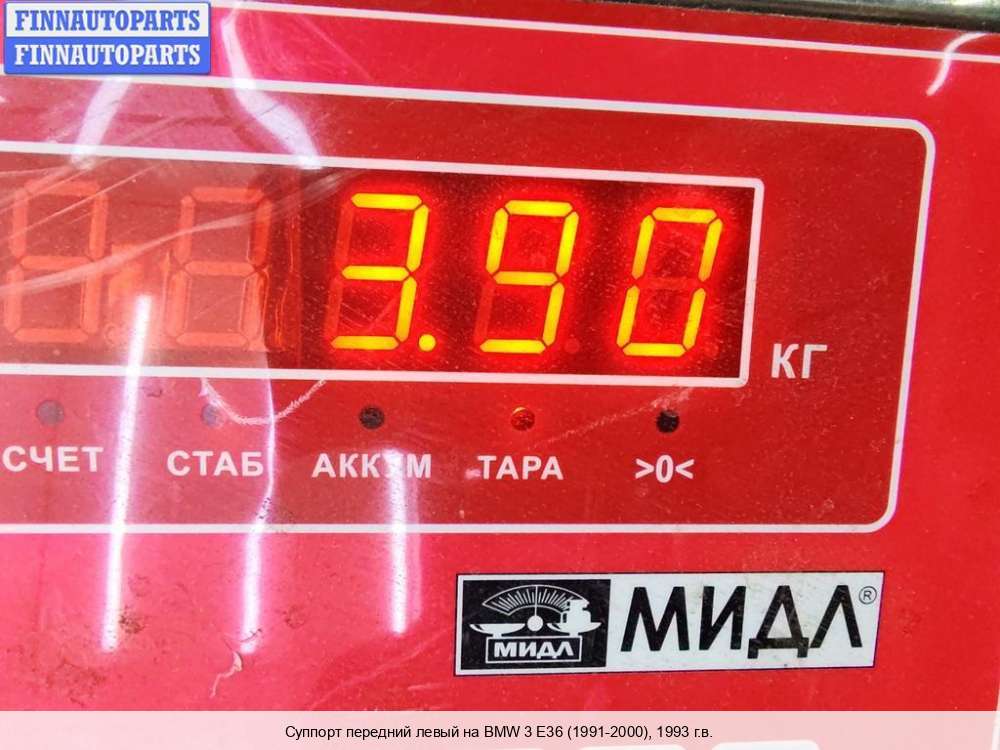 FINNAUTOPARTS
FINNAUTOPARTS
3.90
КГ
СЧЕТ СТАБ АККУМ ТАРА >0<
МИДЛ МИДЛ®
Суппорт передний левый на BMW 3 E36 (1991-2000), 1993 г.в.